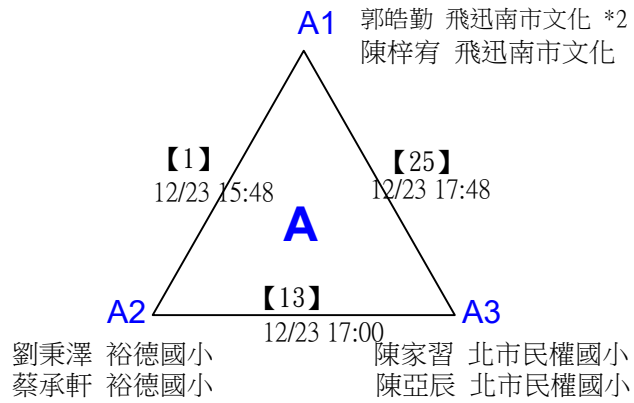 A1 郭皓勤 飛迅南市文化 *2
陳梓宥 飛迅南市文化
【1】
12/23 15:48
【25】
12/23 17:48
A
【13】
12/23 17:00
A2
A3
劉秉澤 裕德國小
蔡承軒 裕德國小
陳家習 北市民權國小
陳亞辰 北市民權國小